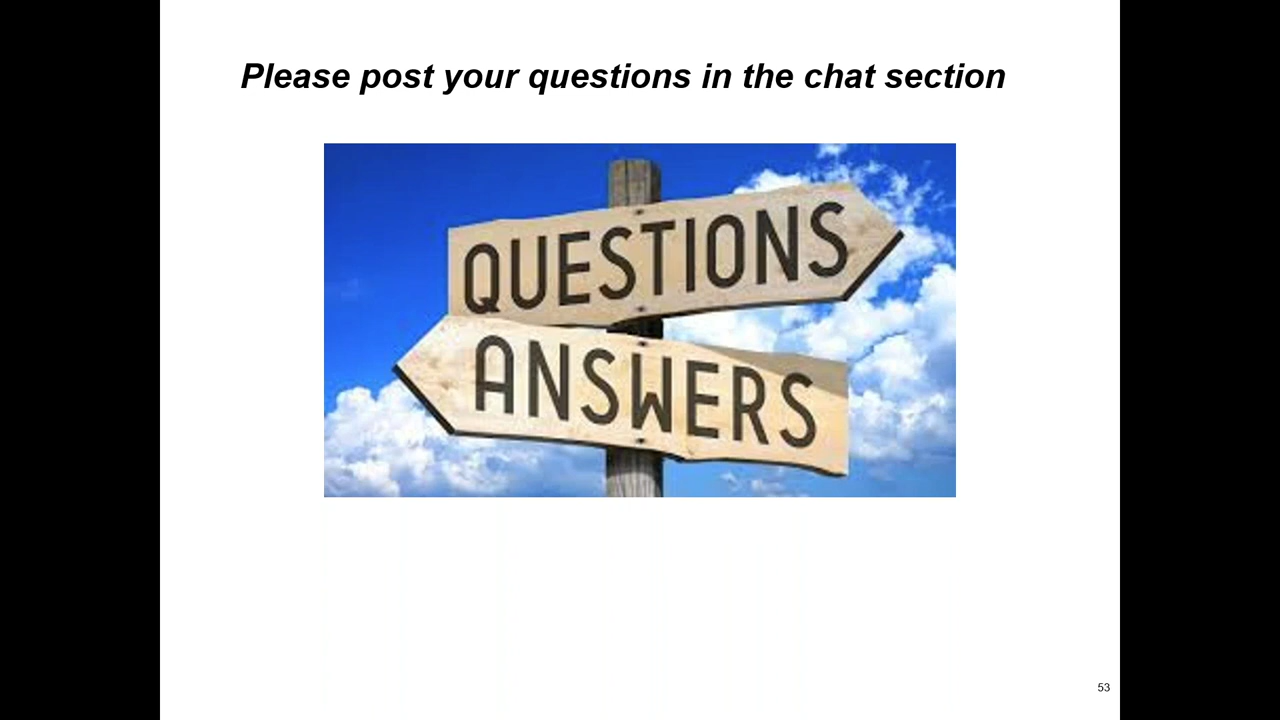 Please post your questions in the chat section
QUESTIONS
ANSWERS
53